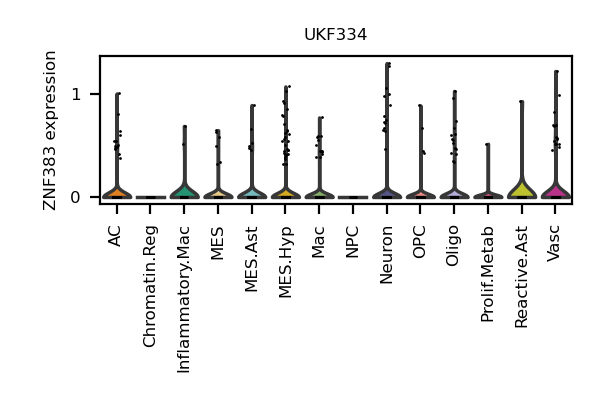 UKF334
ZNF383 expression
1
0
AC
Chromatin.Reg
Inflammatory.Mac
MES
MES.Ast
MES.Hyp
Mac
NPC
Neuron
OPC
Oligo
Prolif.Metab
Reactive.Ast
Vasc